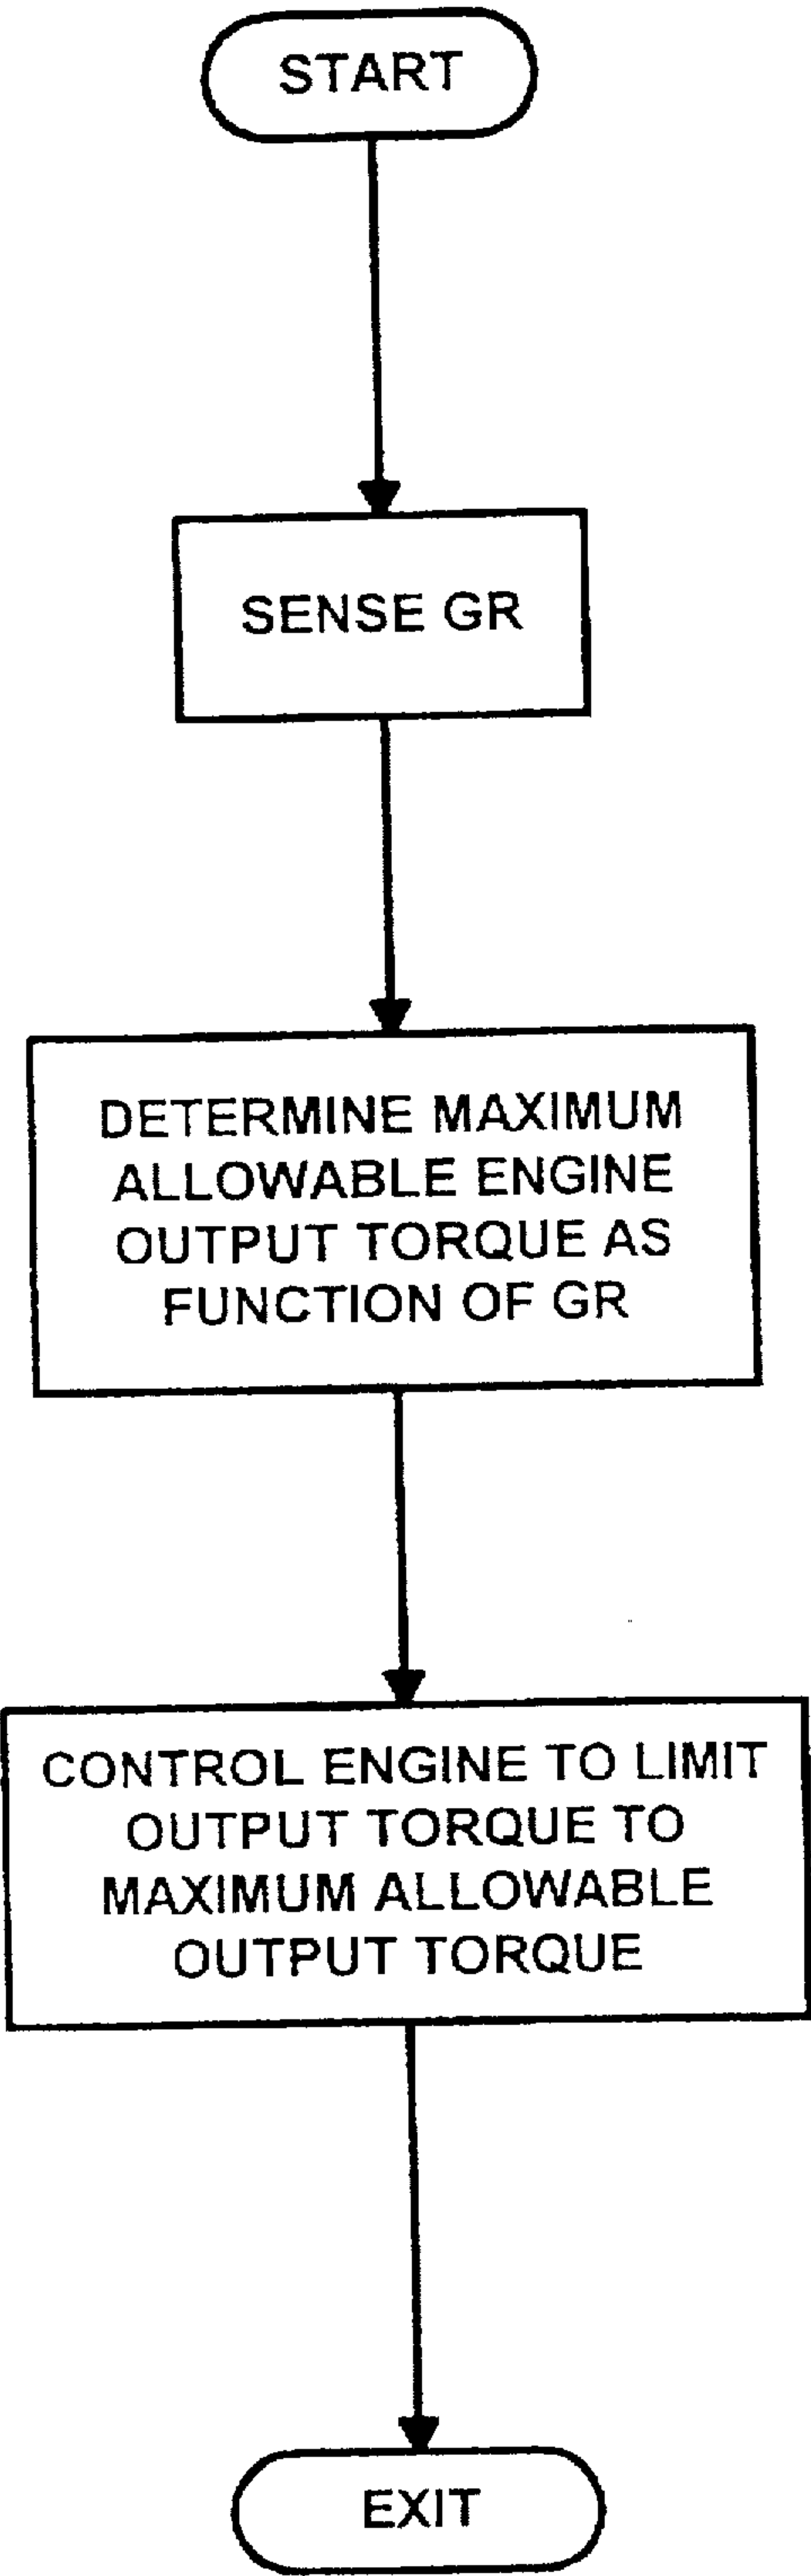 START
SENSE GR
DETERMINE MAXIMUM
ALLOWABLE ENGINE
OUTPUT TORQUE AS
FUNCTION OF GR
CONTROL ENGINE TO LIMIT
OUTPUT TORQUE TO
MAXIMUM ALLOWABLE
OUTPUT TORQUE
EXIT